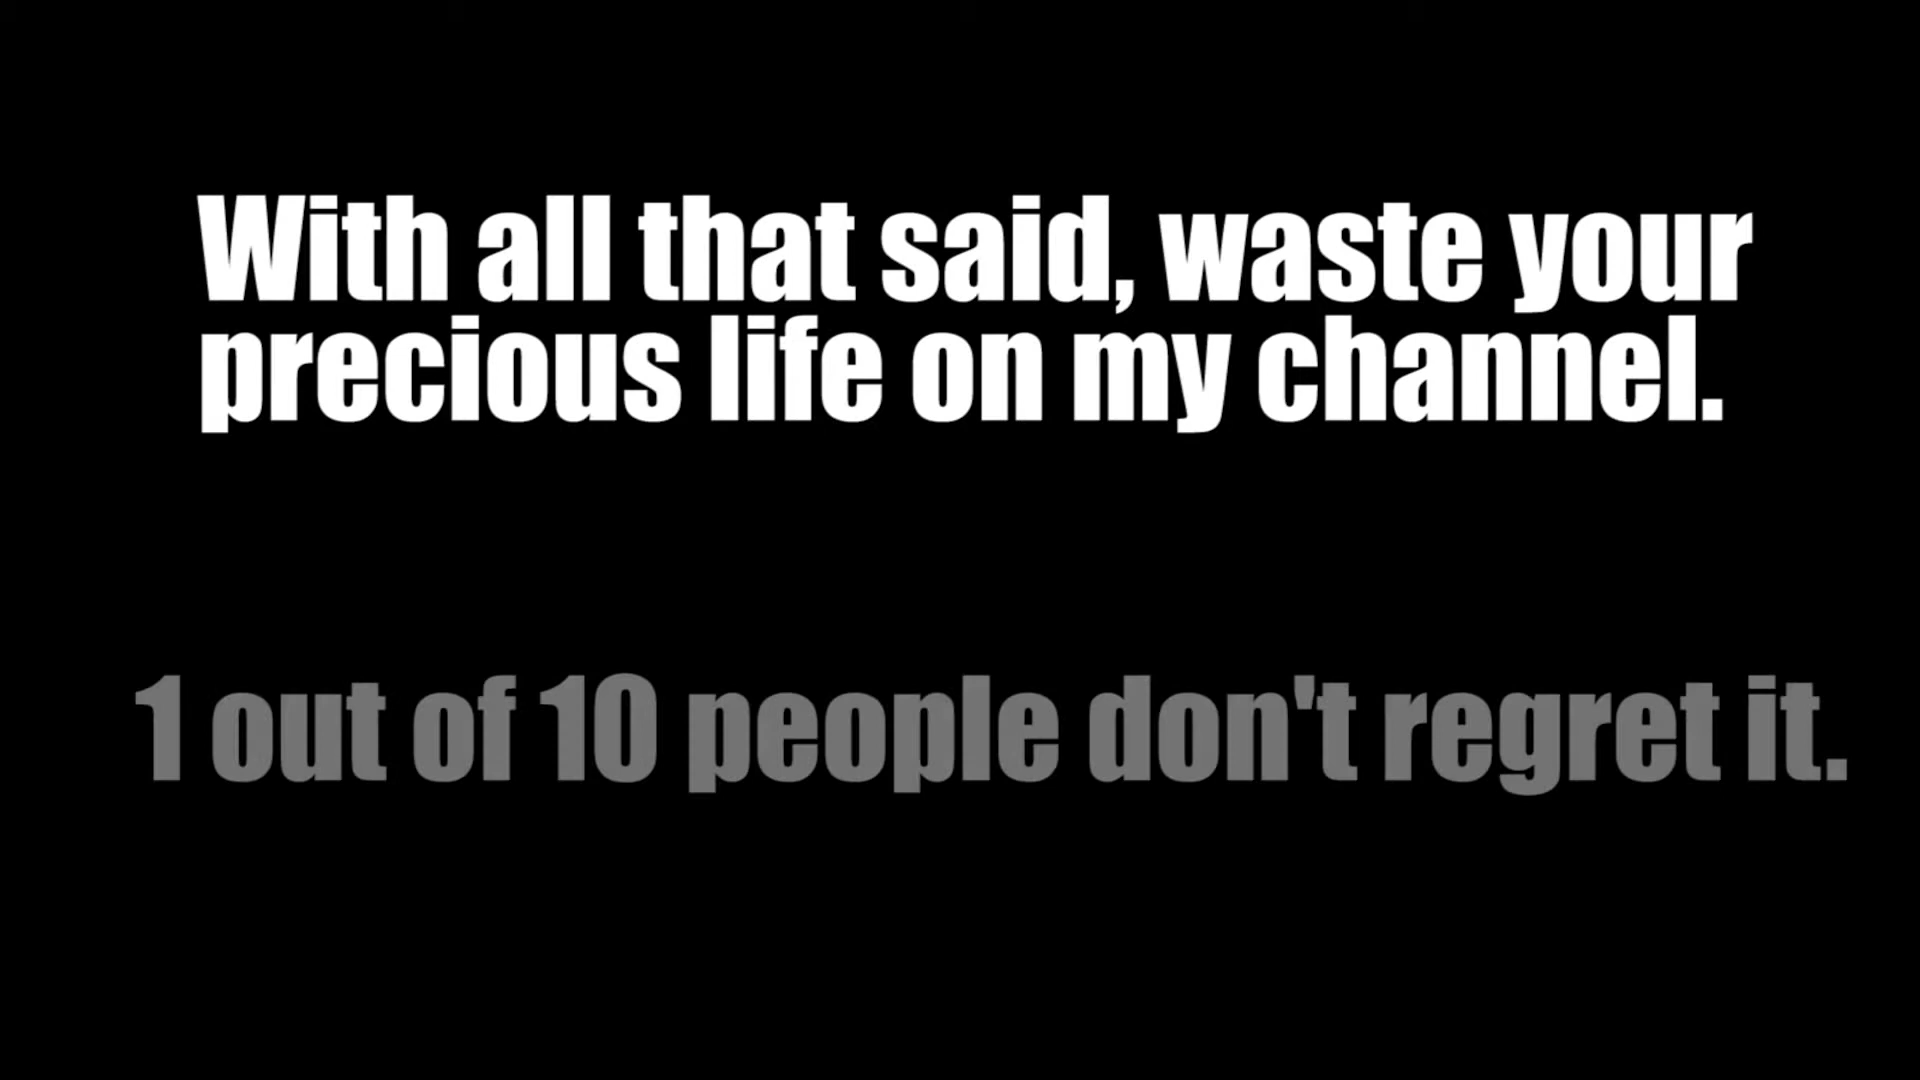 With all that said, waste your
precious life on my channel.
1 out of 10 people don't regret it.